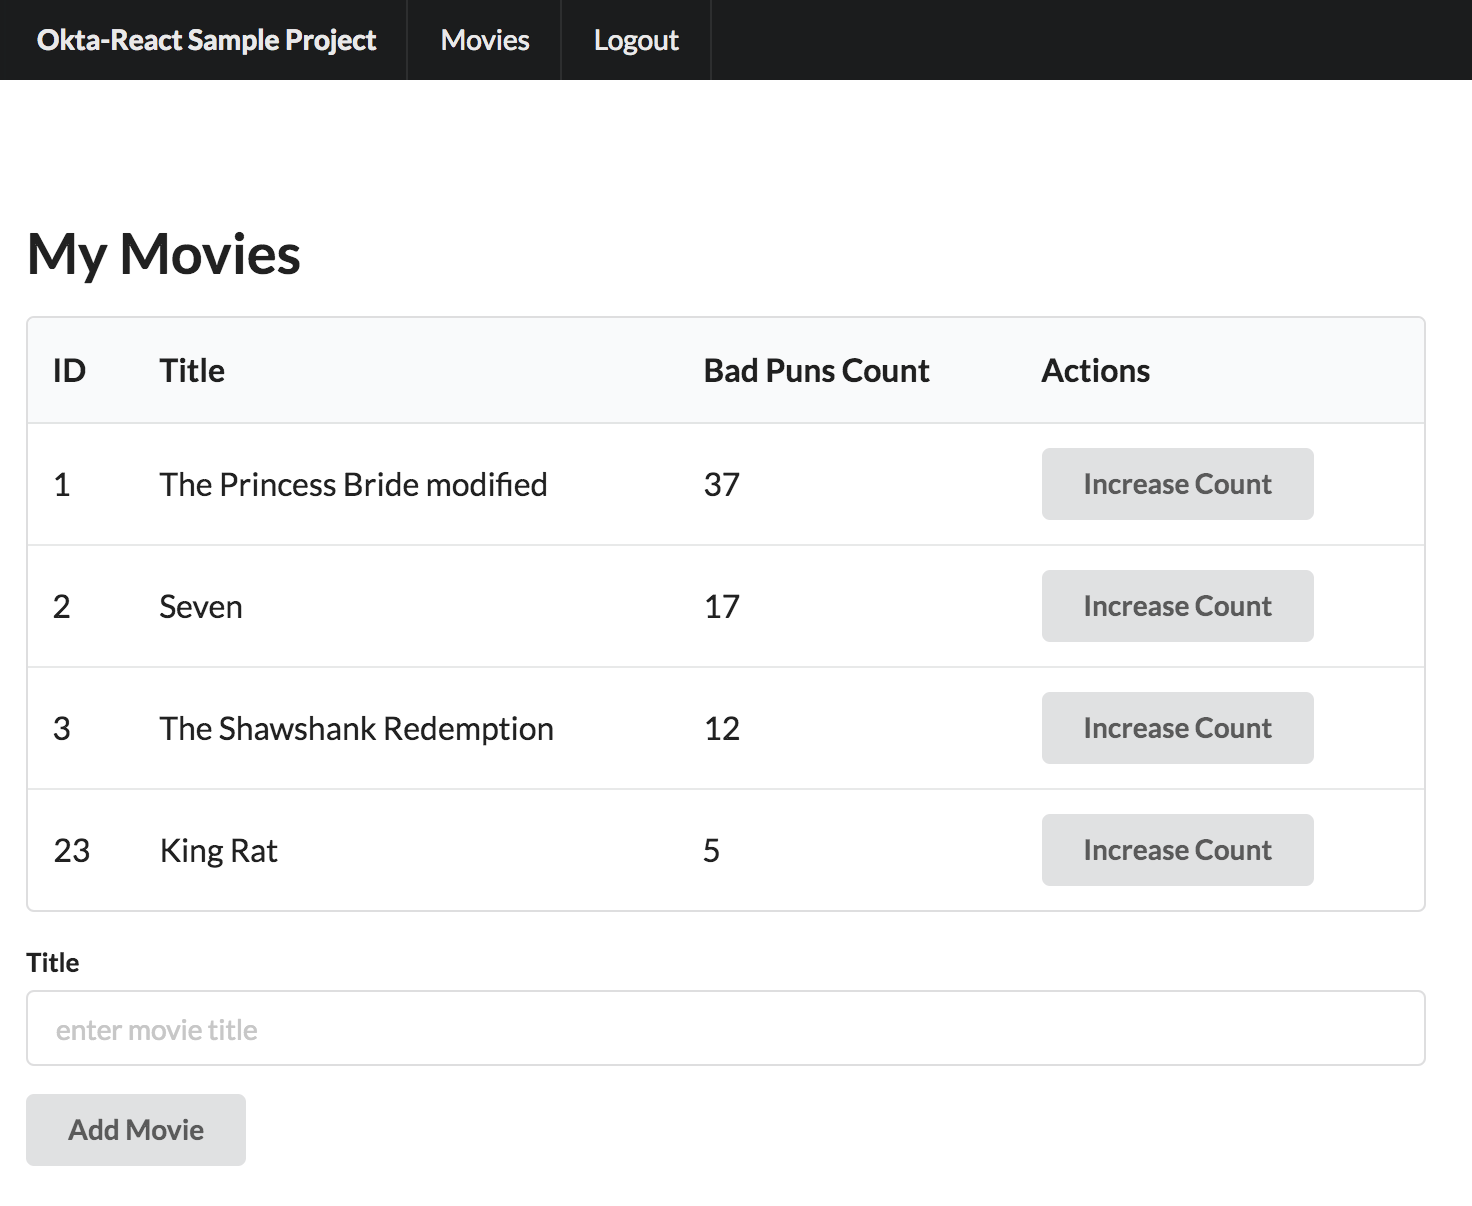 Okta-React Sample Project Movies Logout
My Movies
ID Title Bad Puns Count Actions
1 The Princess Bride modified 37 Increase Count
2 Seven 17 Increase Count
3 The Shawshank Redemption 12 Increase Count
23 King Rat 5 Increase Count
Title
enter movie title
Add Movie